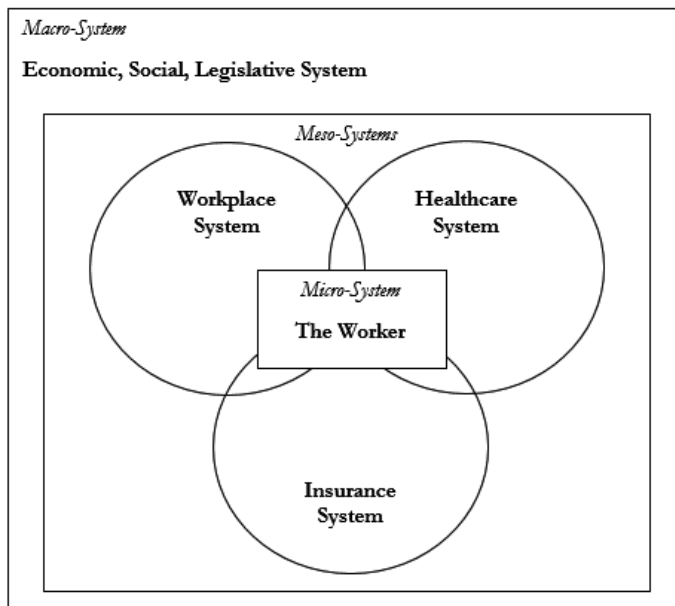 Macro-System
Economic, Social, Legislative System
Meso-Systems
Workplace
System
Healthcare
System
Micro-System
The Worker
Insurance
System